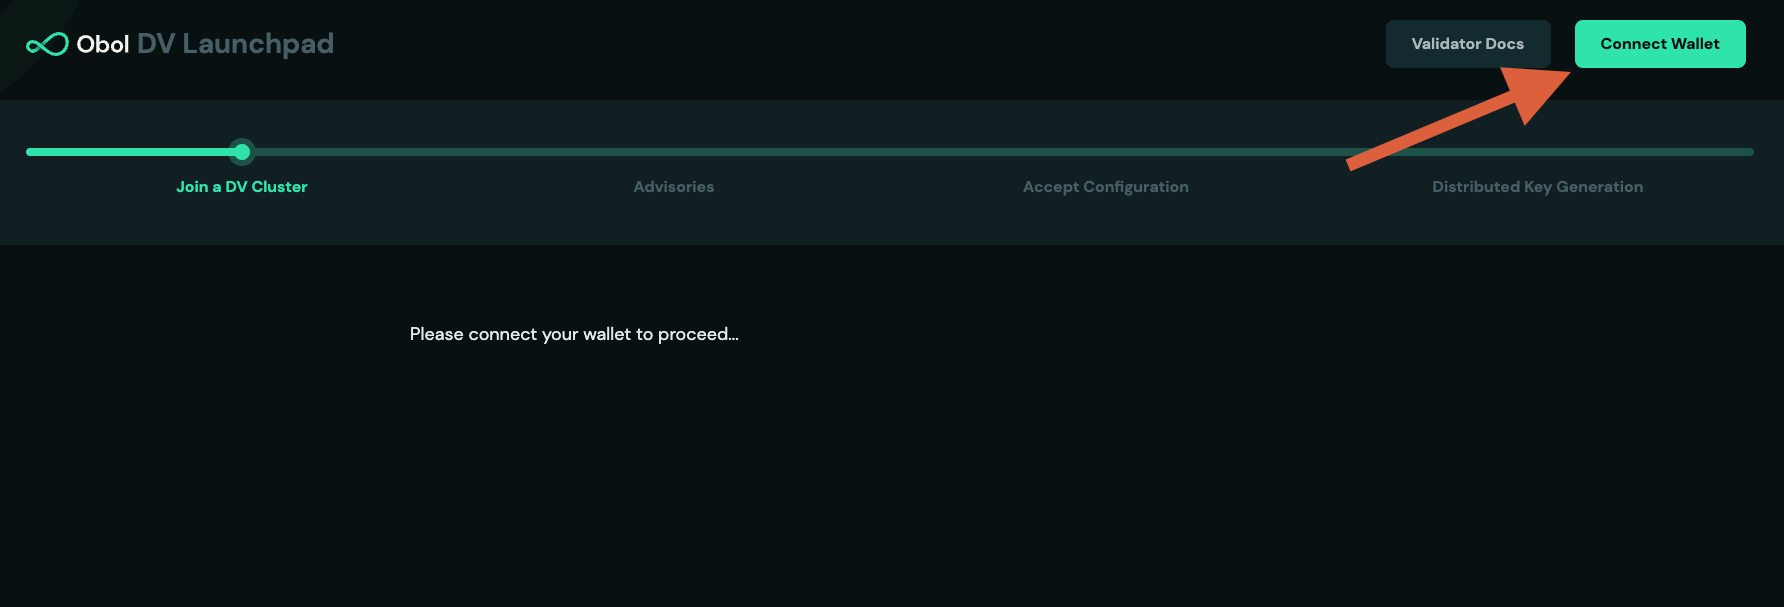 Obol DV Launchpad
Validator Docs
Connect Wallet
Join a DV Cluster
Advisories
Accept Configuration
Distributed Key Generation
Please connect your wallet to proceed...